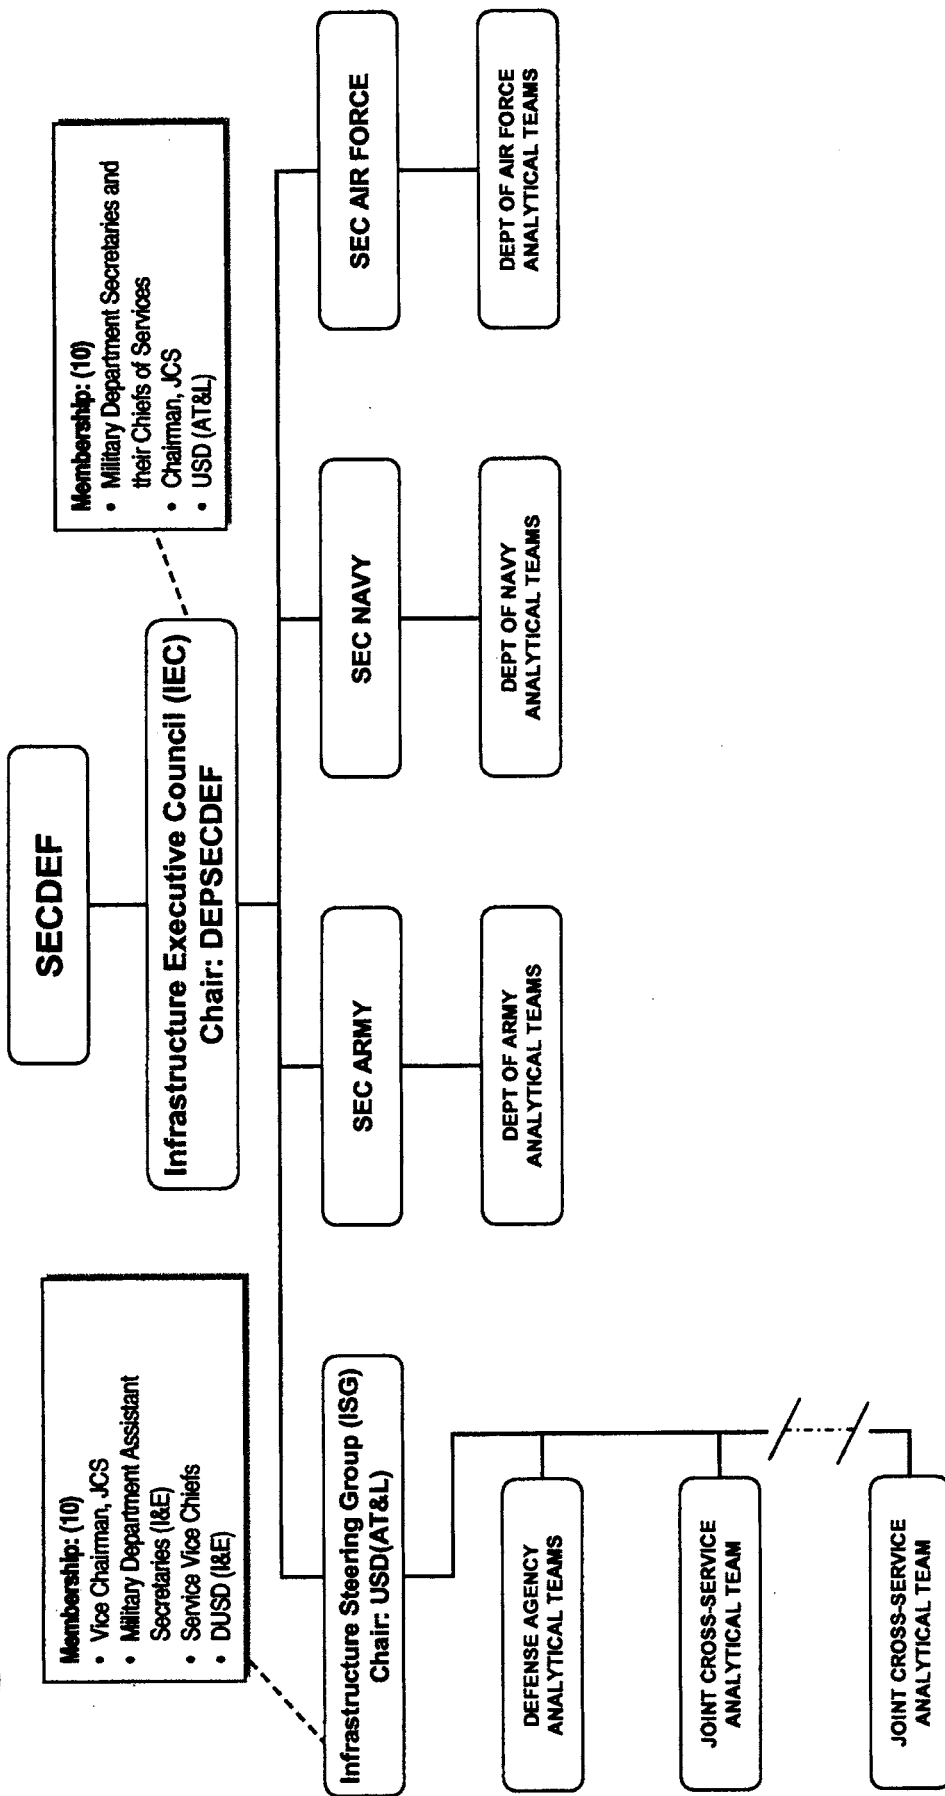 SECDEF
Infrastructure Executive Council (IEC)
Chair: DEPSECDEF
Membership: (10)
• Military Department Secretaries and
their Chiefs of Services
• Chairman, JCS
• USD (AT&L)
Membership: (10)
• Vice Chairman, JCS
• Military Department Assistant
Secretaries (I&E)
• Service Vice Chiefs
• DUSD (I&E)
Infrastructure Steering Group (ISG)
Chair: USD(AT&L)
SEC ARMY
SEC NAVY
SEC AIR FORCE
DEFENSE AGENCY
ANALYTICAL TEAMS
DEPT OF ARMY
ANALYTICAL TEAMS
DEPT OF NAVY
ANALYTICAL TEAMS
DEPT OF AIR FORCE
ANALYTICAL TEAMS
JOINT CROSS-SERVICE
ANALYTICAL TEAM
JOINT CROSS-SERVICE
ANALYTICAL TEAM